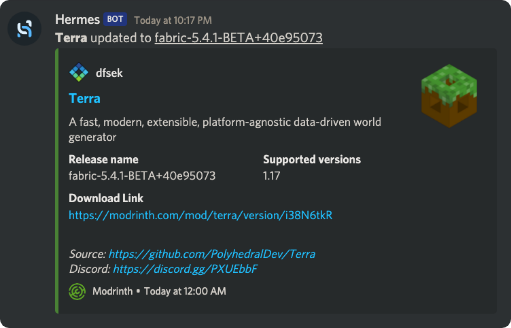 Hermes BOT Today at 10:17 PM
Terra updated to fabric-5.4.1-BETA+40e95073
dfsek
Terra
A fast, modern, extensible, platform-agnostic data-driven world
generator
Release name Supported versions
fabric-5.4.1-BETA+40e95073 1.17
Download Link
https://modrinth.com/mod/terra/version/i38N6tkR
Source: https://github.com/PolyhedralDev/Terra
Discord: https://discord.gg/PXUEbbF
Modrinth • Today at 12:00 AM